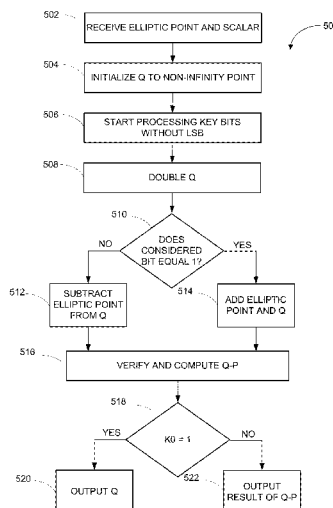 502
RECEIVE ELLIPTIC POINT AND SCALAR
50
504
INITIALIZE Q TO NON-INFINITY POINT
506
START PROCESSING KEY BITS
WITHOUT LSB
508
DOUBLE Q
510
DOES
CONSIDERED
BIT EQUAL 1?
NO
YES
512
SUBTRACT
ELLIPTIC POINT
FROM Q
514
ADD ELLIPTIC
POINT AND Q
516
VERIFY AND COMPUTE Q-P
518
K0 = 1
YES
NO
520
OUTPUT Q
522
OUTPUT
RESULT OF Q-P